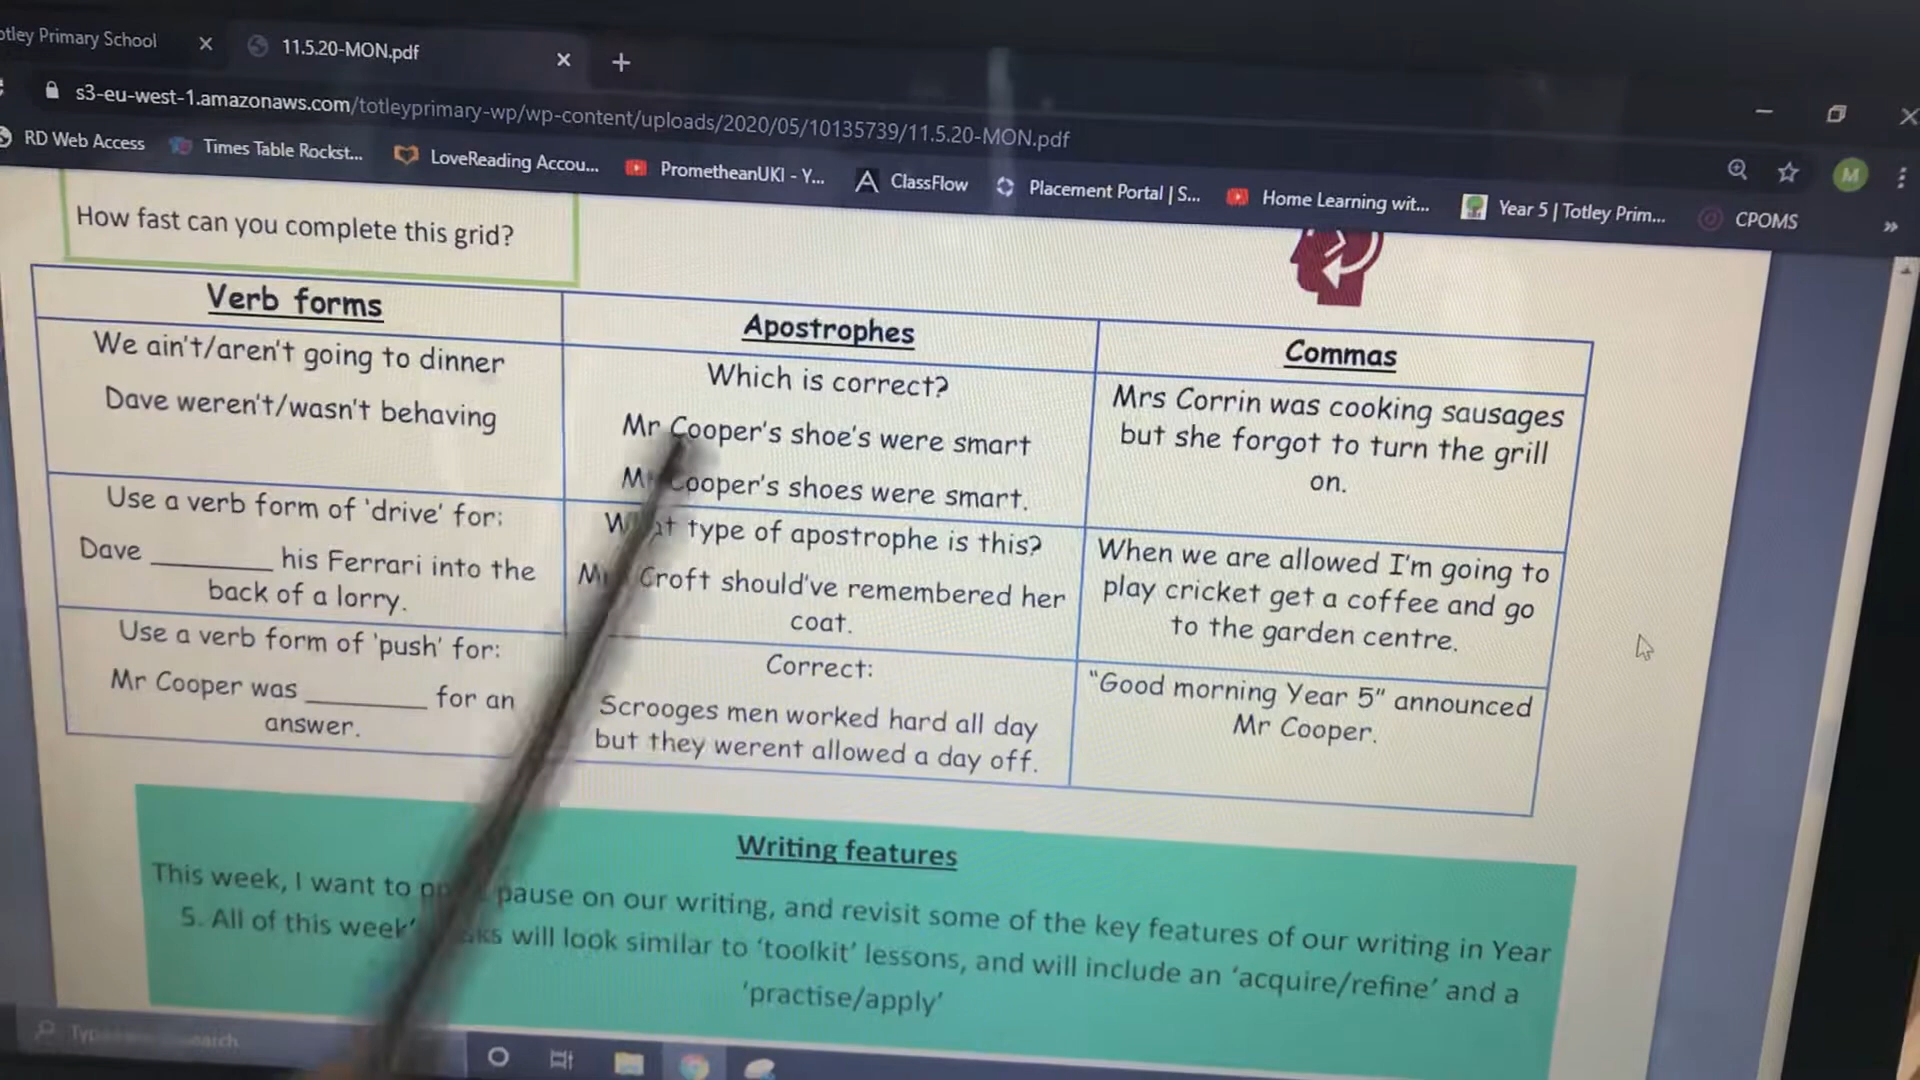 otley Primary School
11.5.20-MON.pdf
s3-eu-west-1.amazonaws.com/totleyprimary-wp/wp-content/uploads/2020/05/10135739/11.5.20-MON.pdf
RD Web Access
Times Table Rockst...
LoveReading Accou...
PrometheanUKI - Y...
ClassFlow
Placement Portal | S...
Home Learning wit...
Year 5 | Totley Prim...
CPOMS
M
How fast can you complete this grid?
Verb forms
We ain't/aren't going to dinner
Dave weren't/wasn't behaving
Apostrophes
Which is correct?
Mr Cooper's shoe's were smart
Cooper's shoes were smart.
Commas
Mrs Corrin was cooking sausages
but she forgot to turn the grill
on.
Use a verb form of 'drive' for:
Dave ________ his Ferrari into the
back of a lorry.
type of apostrophe is this?
Croft should've remembered her
coat.
When we are allowed I'm going to
play cricket get a coffee and go
to the garden centre.
Use a verb form of 'push' for:
Mr Cooper was ________ for an
answer.
Correct:
Scrooges men worked hard all day
but they werent allowed a day off.
"Good morning Year 5" announced
Mr Cooper.
Writing features
This week, I want to pause on our writing, and revisit some of the key features of our writing in Year
5. All of this week' will look similar to 'toolkit' lessons, and will include an 'acquire/refine' and a
'practise/apply'